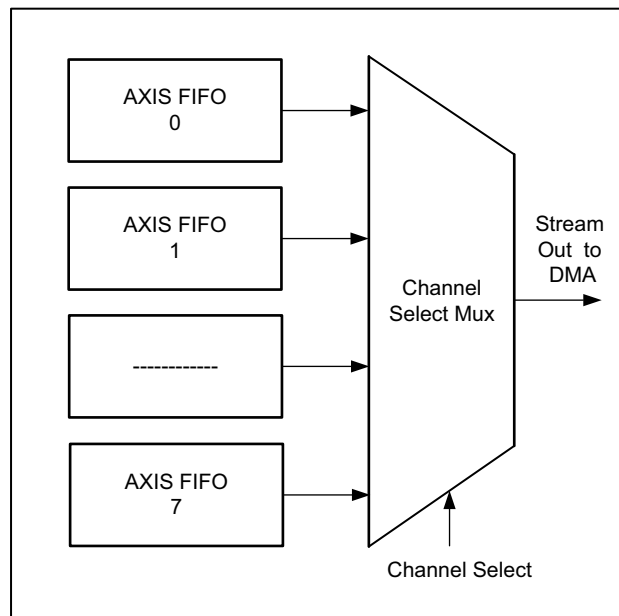 AXIS FIFO
0
AXIS FIFO
1
------------
AXIS FIFO
7
Channel
Select Mux
Stream
Out to
DMA
Channel Select